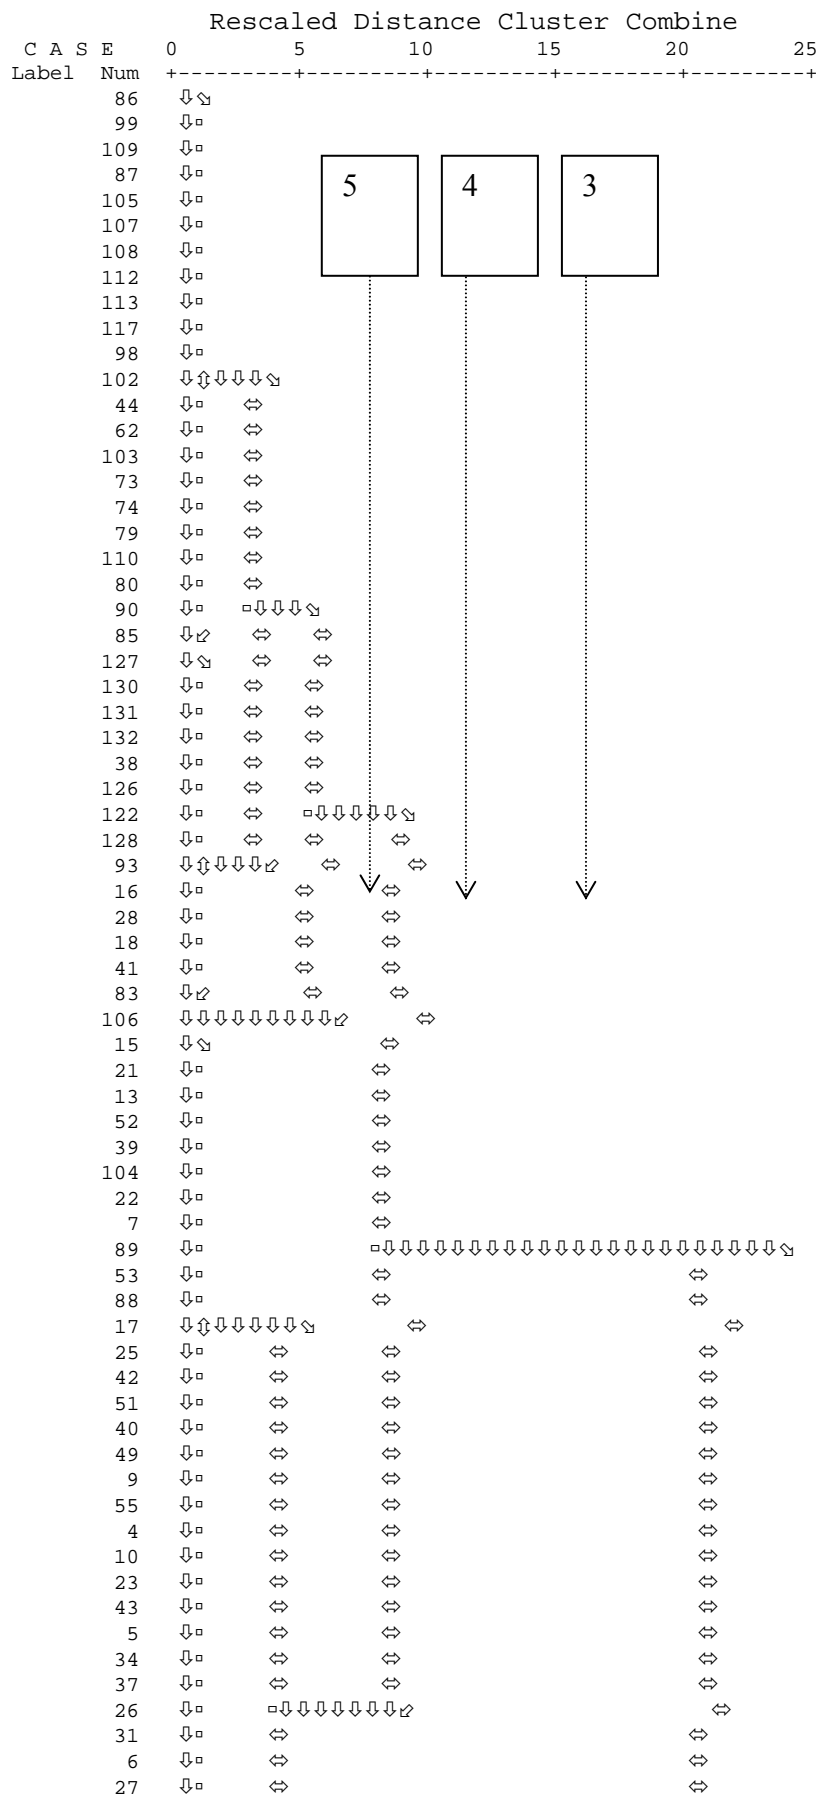 Rescaled Distance Cluster Combine
C A S E 0 5 10 15 20 25
Label Num +---------+---------+---------+---------+---------+
86 ⇩⬂
99 ⇩▫
109 ⇩▫
87 ⇩▫
105 ⇩▫
107 ⇩▫
108 ⇩▫
112 ⇩▫
113 ⇩▫
117 ⇩▫
98 ⇩▫
102 ⇩⇳⇩⇩⇩⬂
44 ⇩▫ ⬄
62 ⇩▫ ⬄
103 ⇩▫ ⬄
73 ⇩▫ ⬄
74 ⇩▫ ⬄
79 ⇩▫ ⬄
110 ⇩▫ ⬄
80 ⇩▫ ⬄
90 ⇩▫ ▫⇩⇩⇩⬂
85 ⇩⬃ ⬄ ⬄
127 ⇩⬂ ⬄ ⬄
130 ⇩▫ ⬄ ⬄
131 ⇩▫ ⬄ ⬄
132 ⇩▫ ⬄ ⬄
38 ⇩▫ ⬄ ⬄
126 ⇩▫ ⬄ ⬄
122 ⇩▫ ⬄ ▫⇩⇩⇩⇩⇩⬂
128 ⇩▫ ⬄ ⬄ ⬄
93 ⇩⇳⇩⇩⇩⬃ ⬄ ⬄
16 ⇩▫ ⬄ ⬄
28 ⇩▫ ⬄ ⬄
18 ⇩▫ ⬄ ⬄
41 ⇩▫ ⬄ ⬄
83 ⇩⬃ ⬄ ⬄
106 ⇩⇩⇩⇩⇩⇩⇩⇩⇩⬃ ⬄
15 ⇩⬂ ⬄
21 ⇩▫ ⬄
13 ⇩▫ ⬄
52 ⇩▫ ⬄
39 ⇩▫ ⬄
104 ⇩▫ ⬄
22 ⇩▫ ⬄
7 ⇩▫ ⬄
89 ⇩▫ ▫⇩⇩⇩⇩⇩⇩⇩⇩⇩⇩⇩⇩⇩⇩⇩⇩⇩⇩⇩⇩⇩⇩⇩⬂
53 ⇩▫ ⬄ ⬄
88 ⇩▫ ⬄ ⬄
17 ⇩⇳⇩⇩⇩⇩⇩⬂ ⬄ ⬄
25 ⇩▫ ⬄ ⬄ ⬄
42 ⇩▫ ⬄ ⬄ ⬄
51 ⇩▫ ⬄ ⬄ ⬄
40 ⇩▫ ⬄ ⬄ ⬄
49 ⇩▫ ⬄ ⬄ ⬄
9 ⇩▫ ⬄ ⬄ ⬄
55 ⇩▫ ⬄ ⬄ ⬄
4 ⇩▫ ⬄ ⬄ ⬄
10 ⇩▫ ⬄ ⬄ ⬄
23 ⇩▫ ⬄ ⬄ ⬄
43 ⇩▫ ⬄ ⬄ ⬄
5 ⇩▫ ⬄ ⬄ ⬄
34 ⇩▫ ⬄ ⬄ ⬄
37 ⇩▫ ⬄ ⬄ ⬄
26 ⇩▫ ▫⇩⇩⇩⇩⇩⇩⇩⬃ ⬄
31 ⇩▫ ⬄ ⬄
6 ⇩▫ ⬄ ⬄
27 ⇩▫ ⬄ ⬄
5
4
3